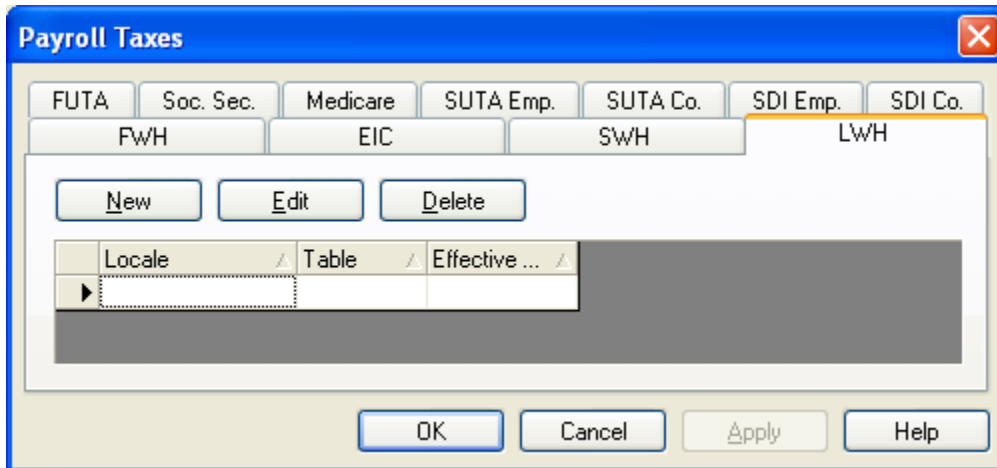 Payroll Taxes
FUTA Soc. Sec. Medicare SUTA Emp. SUTA Co. SDI Emp. SDI Co.
FWH EIC SWH LWH
New Edit Delete
Locale Table Effective ...
OK Cancel Apply Help